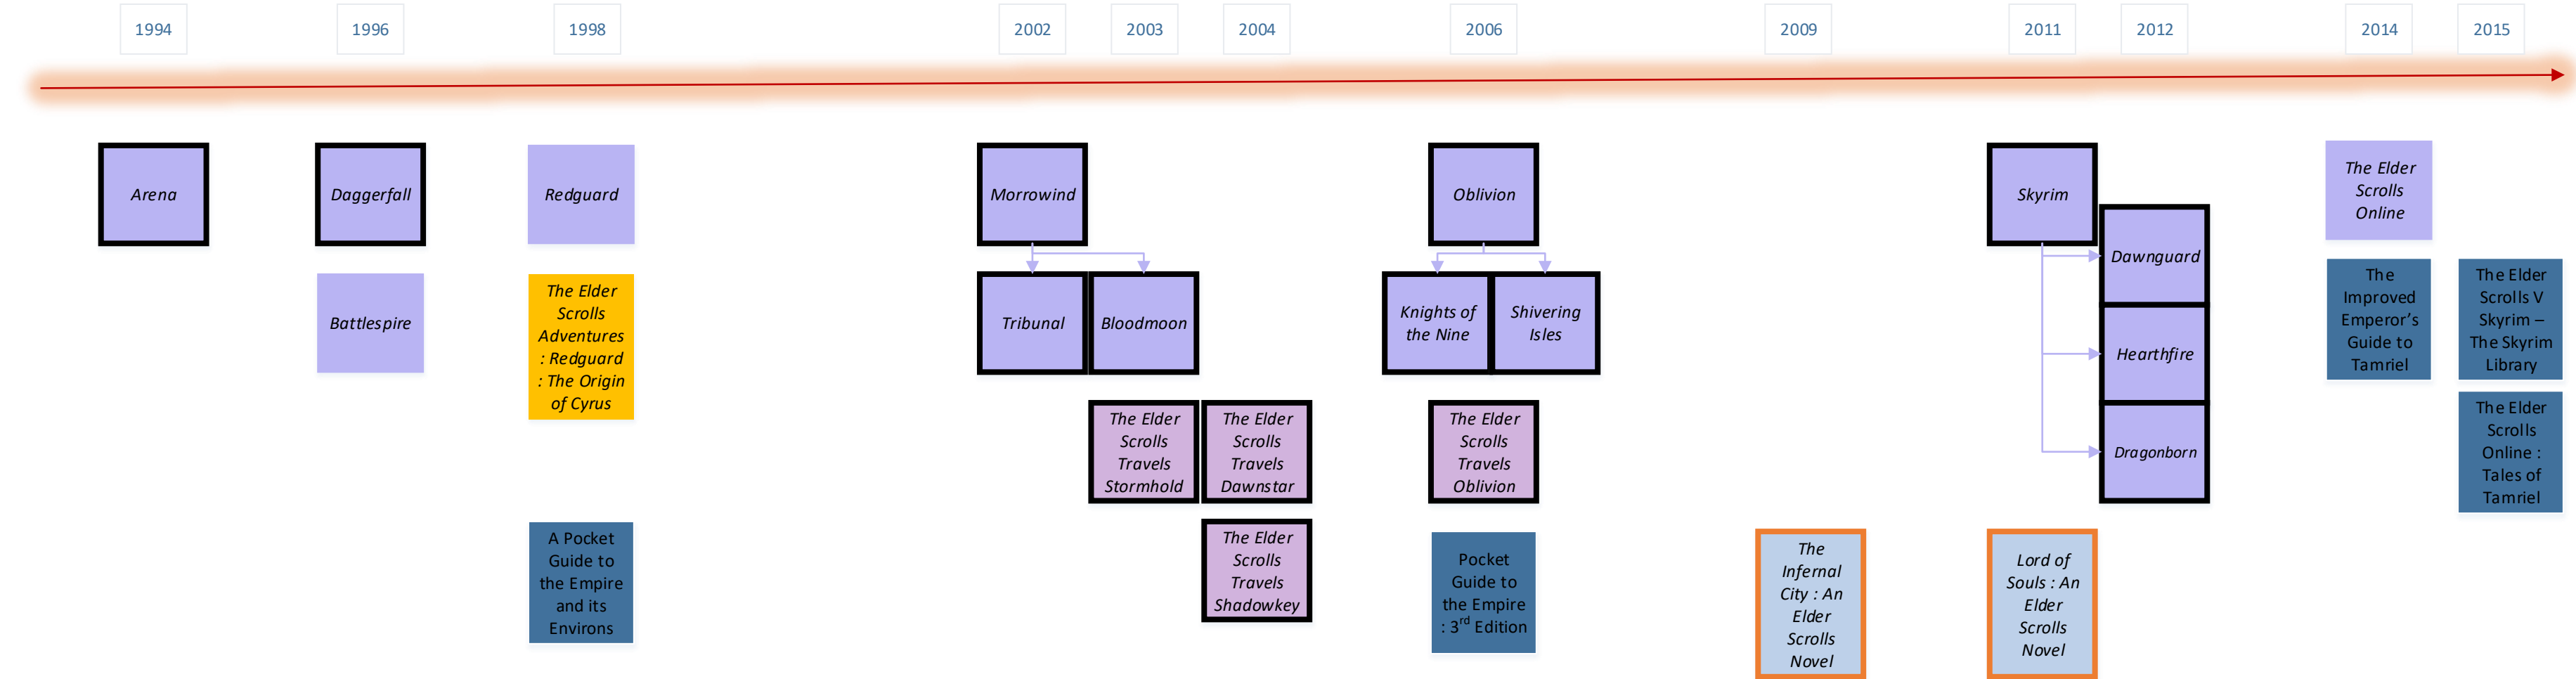 1994
1996
1998
2002
2003
2004
2006
2009
2011
2012
2014
2015
Arena
Daggerfall
Redguard
Morrowind
Oblivion
Skyrim
The Elder
Scrolls
Online
Dawnguard
Battlespire
The Elder
Scrolls
Adventures
: Redguard
: The Origin
of Cyrus
Tribunal
Bloodmoon
Knights of
the Nine
Shivering
Isles
Hearthfire
The
Improved
Emperor’s
Guide to
Tamriel
The Elder
Scrolls V
Skyrim –
The Skyrim
Library
The Elder
Scrolls
Travels
Stormhold
The Elder
Scrolls
Travels
Dawnstar
The Elder
Scrolls
Travels
Oblivion
Dragonborn
The Elder
Scrolls
Online :
Tales of
Tamriel
A Pocket
Guide to
the Empire
and its
Environs
The Elder
Scrolls
Travels
Shadowkey
Pocket
Guide to
the Empire
: 3rd Edition
The
Infernal
City : An
Elder
Scrolls
Novel
Lord of
Souls : An
Elder
Scrolls
Novel